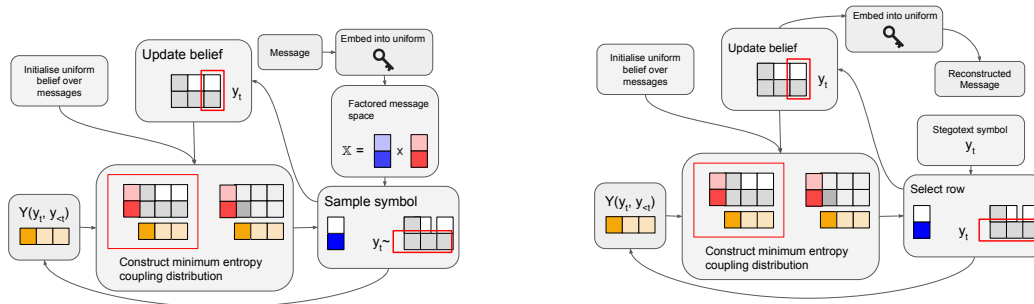 Update belief
y_t
Initialise uniform
belief over
messages
Message
Embed into uniform
Factored message
space
𝕏 = x
Y(y_t, y_<t)
Construct minimum entropy
coupling distribution
Sample symbol
y_t~
Embed into uniform
Update belief
y_t
Initialise uniform
belief over
messages
Reconstructed
Message
Stegotext symbol
y_t
Y(y_t, y_<t)
Construct minimum entropy
coupling distribution
Select row
y_t